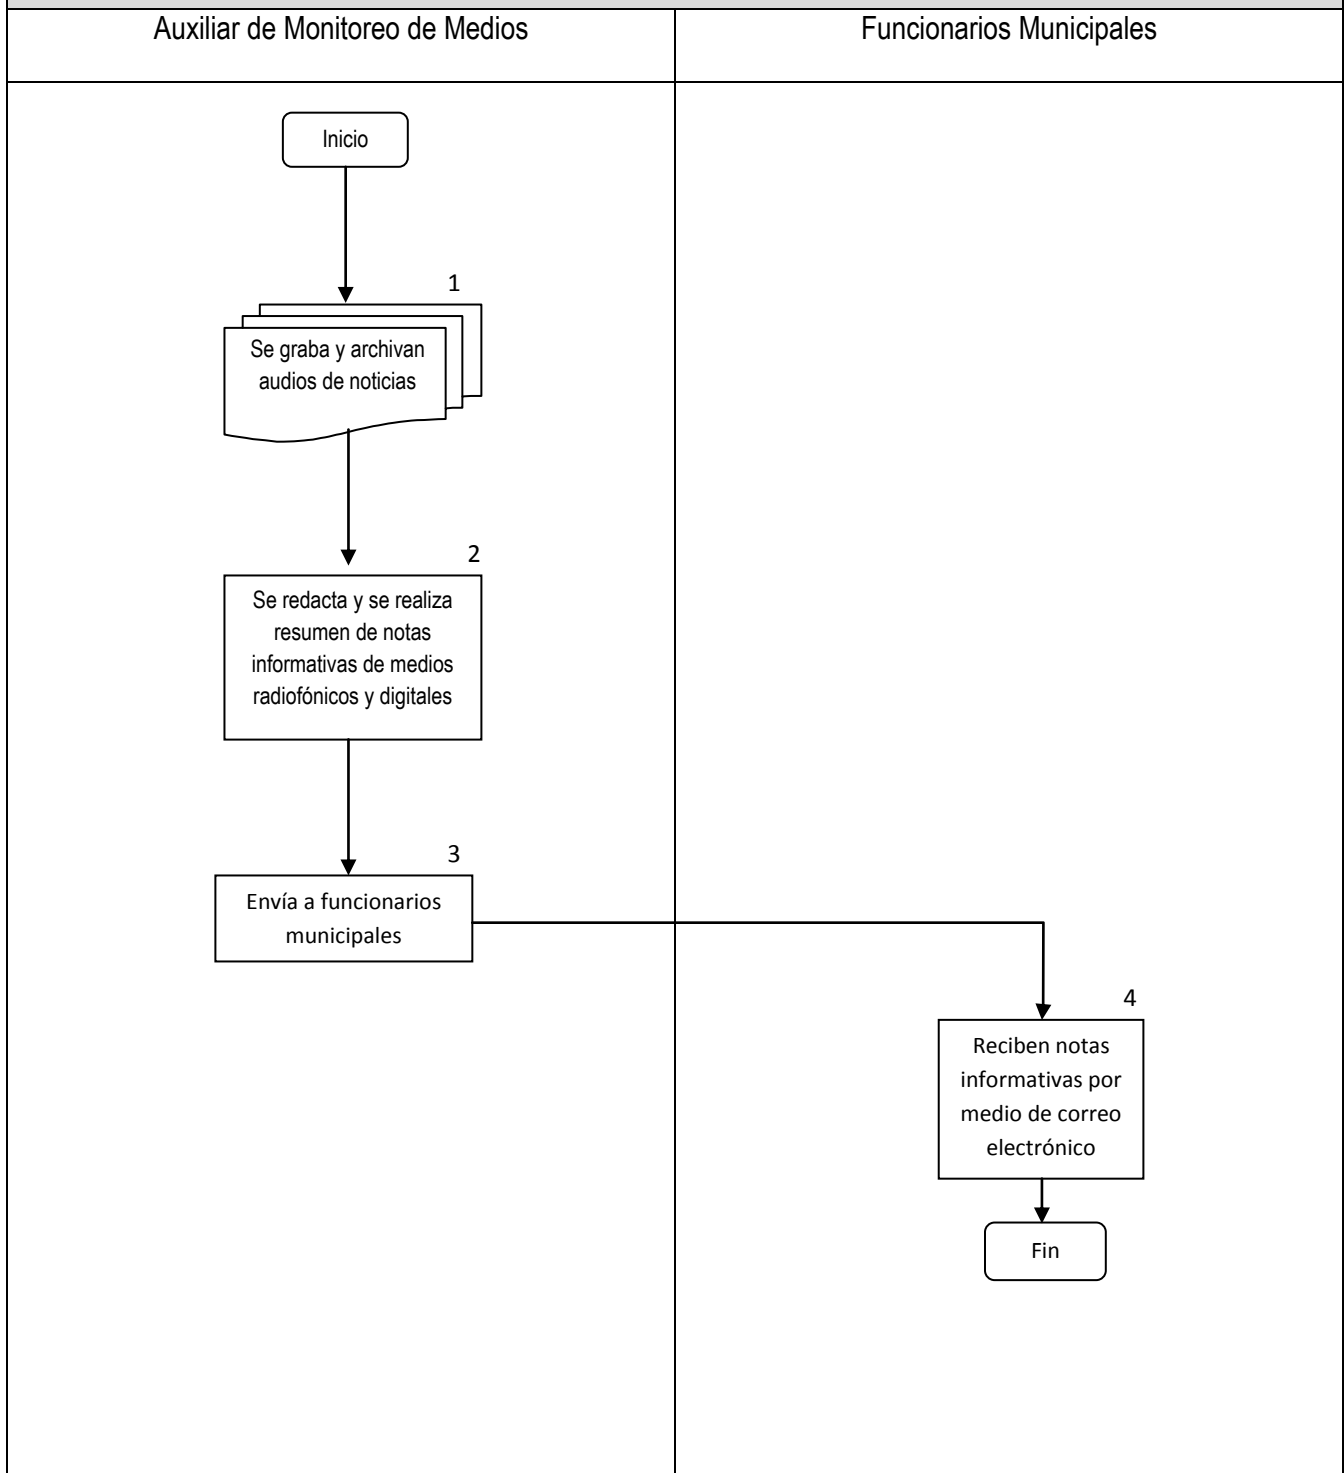 Auxiliar de Monitoreo de Medios
Funcionarios Municipales
Inicio
1
Se graba y archivan
audios de noticias
2
Se redacta y se realiza
resumen de notas
informativas de medios
radiofónicos y digitales
3
Envía a funcionarios
municipales
4
Reciben notas
informativas por
medio de correo
electrónico
Fin